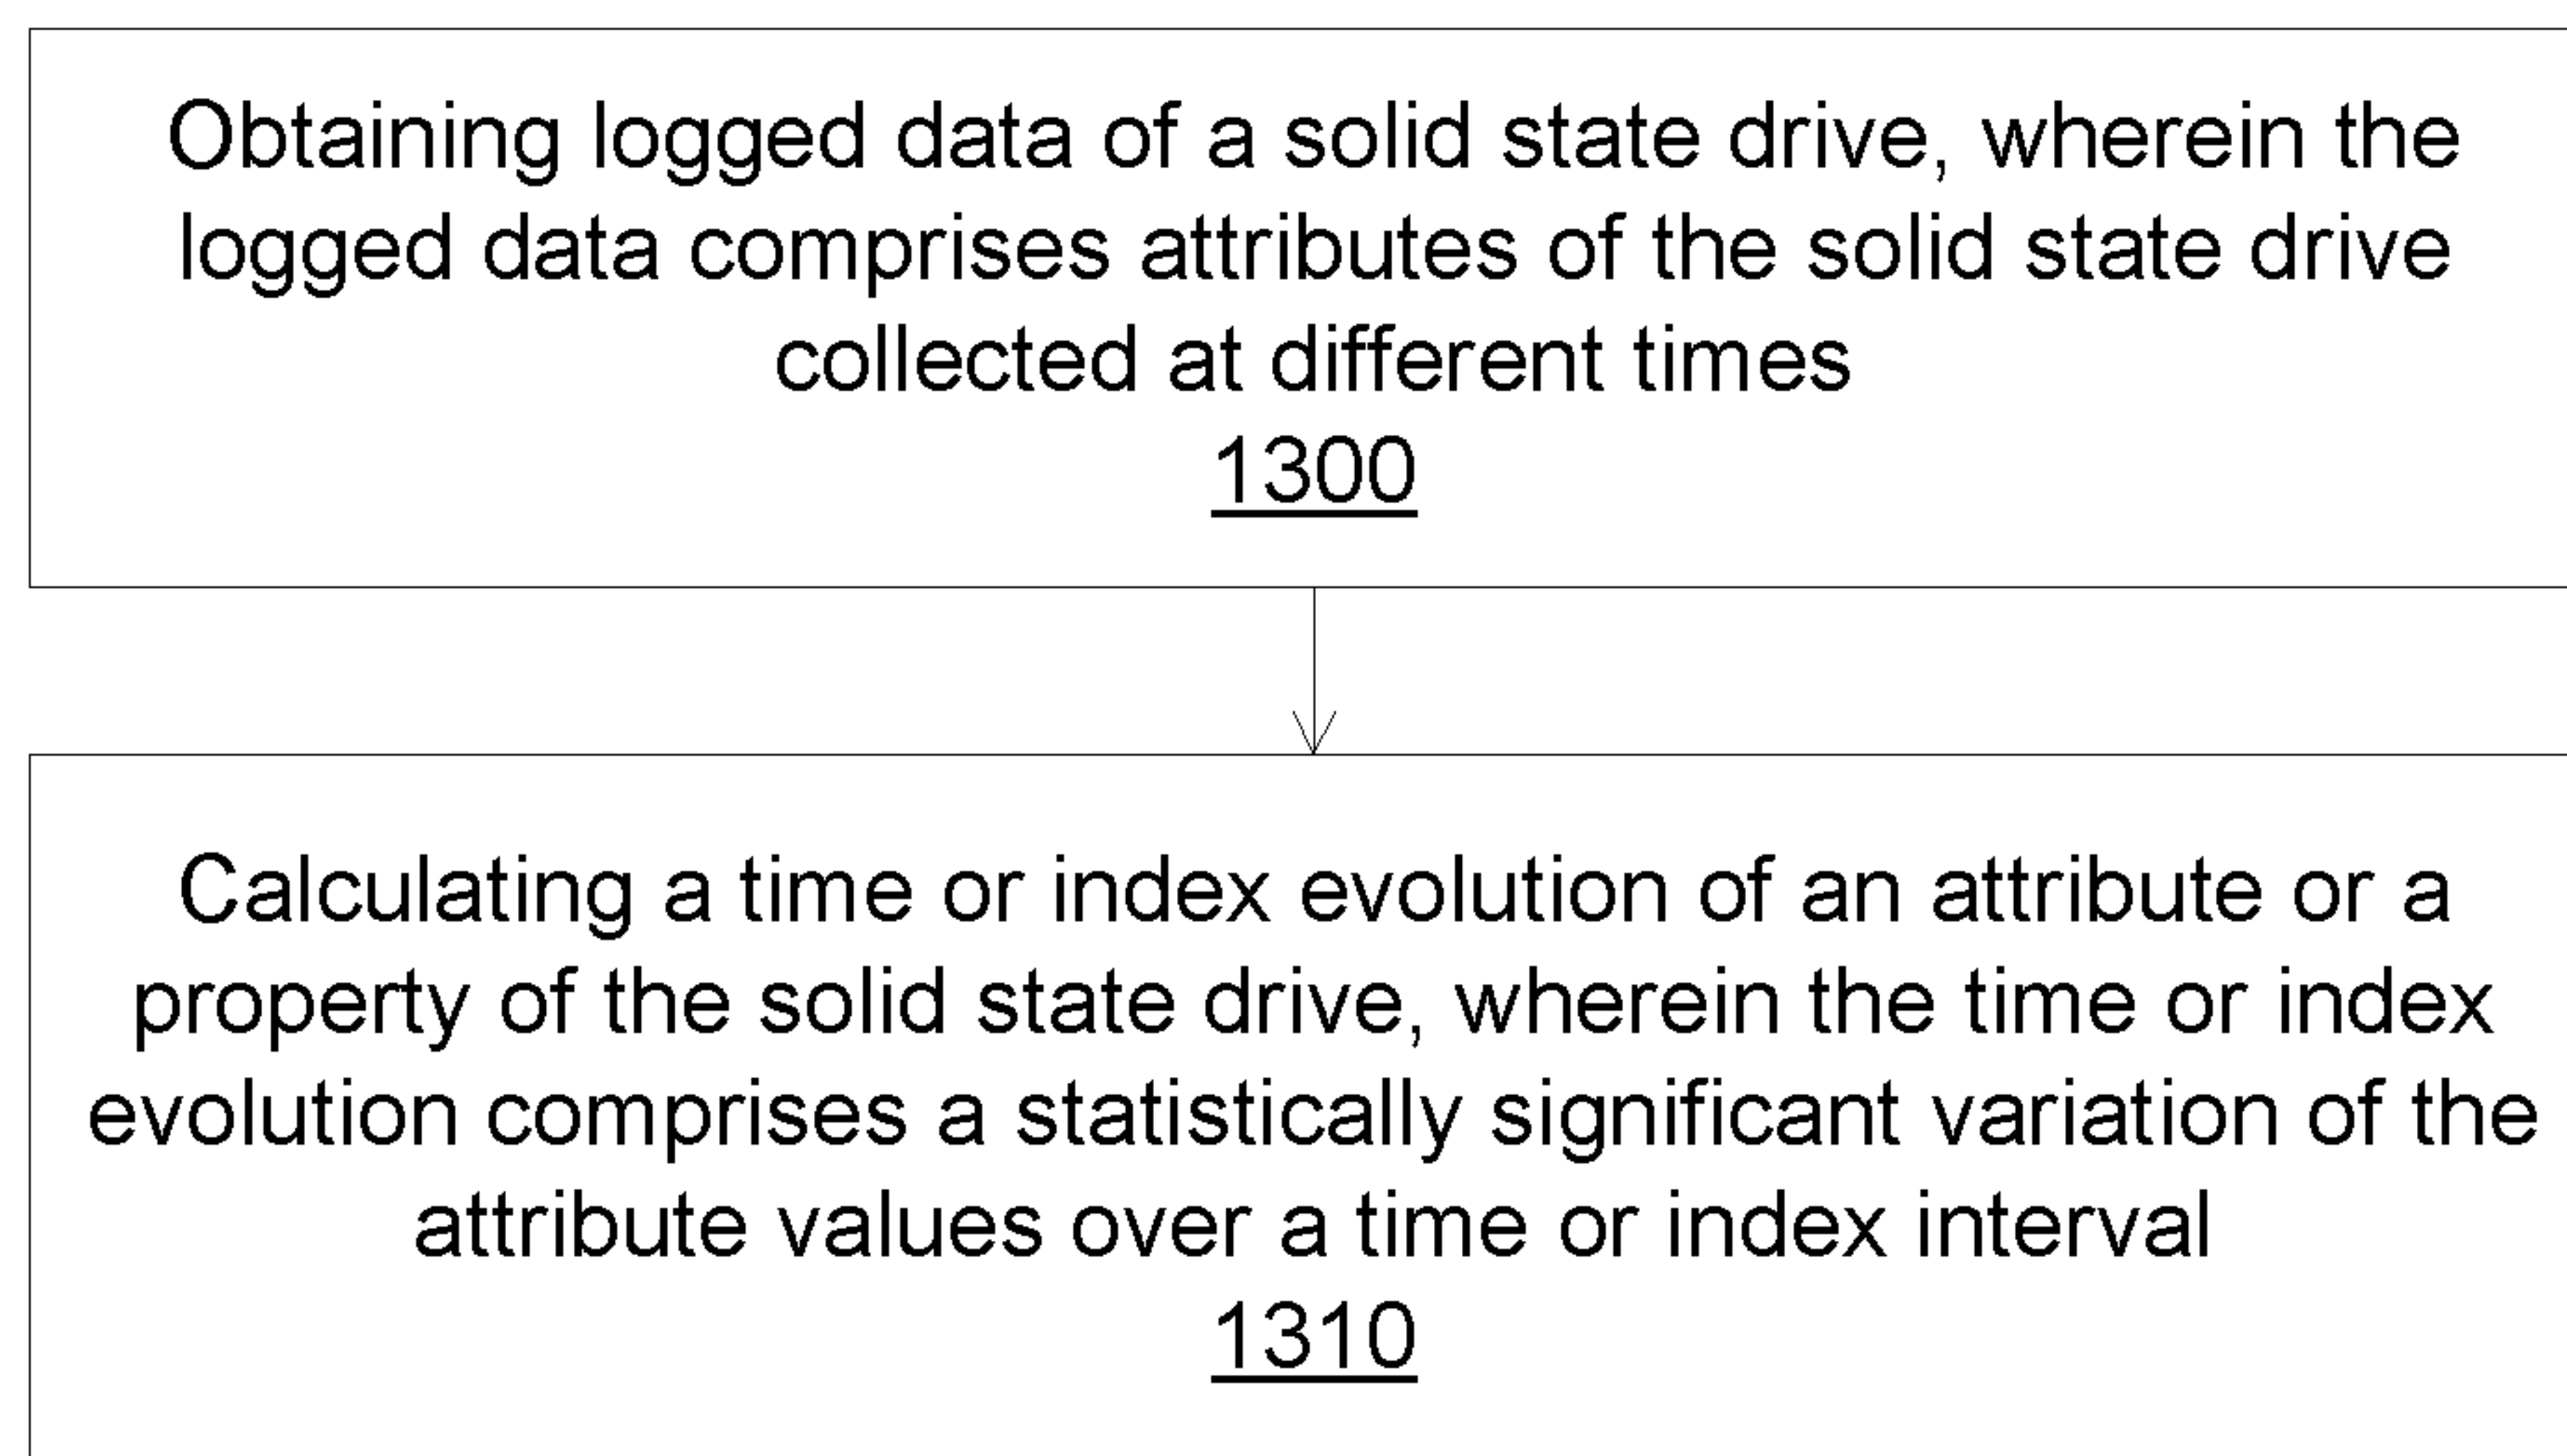 Obtaining logged data of a solid state drive, wherein the
logged data comprises attributes of the solid state drive
collected at different times
1300
Calculating a time or index evolution of an attribute or a
property of the solid state drive, wherein the time or index
evolution comprises a statistically significant variation of the
attribute values over a time or index interval
1310